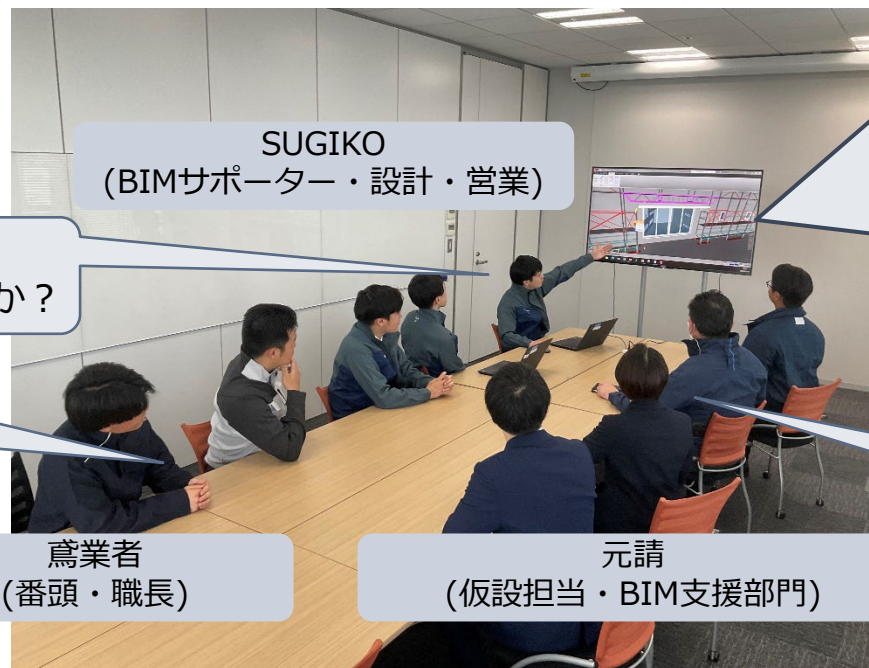 SUGIKO
(BIMサポーター・設計・営業)
か？
鳶業者
(番頭・職長)
元請
(仮設担当・BIM支援部門)